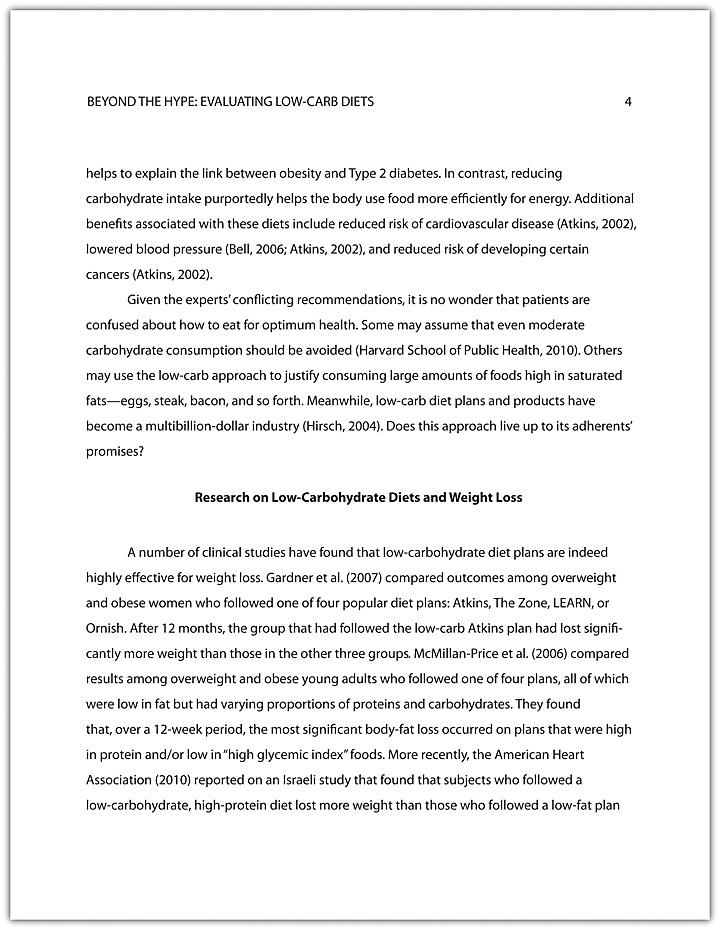 BEYOND THE HYPE: EVALUATING LOW-CARB DIETS 4
helps to explain the link between obesity and Type 2 diabetes. In contrast, reducing
carbohydrate intake purportedly helps the body use food more efficiently for energy. Additional
benefits associated with these diets include reduced risk of cardiovascular disease (Atkins, 2002),
lowered blood pressure (Bell, 2006; Atkins, 2002), and reduced risk of developing certain
cancers (Atkins, 2002).
Given the experts' conflicting recommendations, it is no wonder that patients are
confused about how to eat for optimum health. Some may assume that even moderate
carbohydrate consumption should be avoided (Harvard School of Public Health, 2010). Others
may use the low-carb approach to justify consuming large amounts of foods high in saturated
fats—eggs, steak, bacon, and so forth. Meanwhile, low-carb diet plans and products have
become a multibillion-dollar industry (Hirsch, 2004). Does this approach live up to its adherents'
promises?
Research on Low-Carbohydrate Diets and Weight Loss
A number of clinical studies have found that low-carbohydrate diet plans are indeed
highly effective for weight loss. Gardner et al. (2007) compared outcomes among overweight
and obese women who followed one of four popular diet plans: Atkins, The Zone, LEARN, or
Ornish. After 12 months, the group that had followed the low-carb Atkins plan had lost signifi-
cantly more weight than those in the other three groups. McMillan-Price et al. (2006) compared
results among overweight and obese young adults who followed one of four plans, all of which
were low in fat but had varying proportions of proteins and carbohydrates. They found
that, over a 12-week period, the most significant body-fat loss occurred on plans that were high
in protein and/or low in "high glycemic index" foods. More recently, the American Heart
Association (2010) reported on an Israeli study that found that subjects who followed a
low-carbohydrate, high-protein diet lost more weight than those who followed a low-fat plan